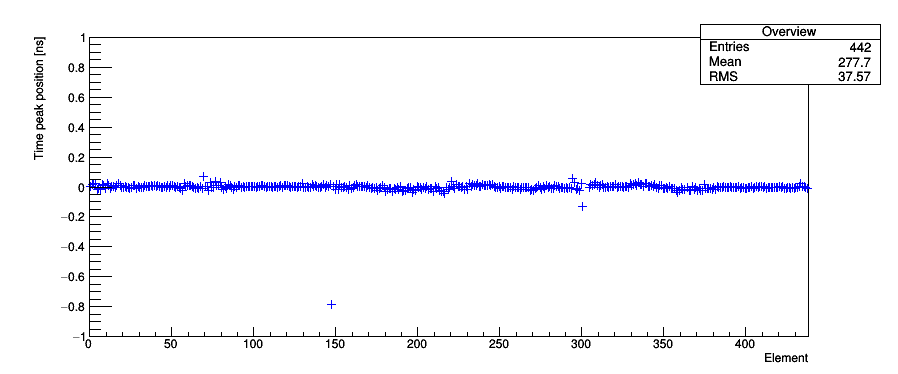 Overview
Entries 442
Mean 277.7
RMS 37.57
Time peak position [ns]
1
0.8
0.6
0.4
0.2
0
−0.2
−0.4
−0.6
−0.8
−1
0 50 100 150 200 250 300 350 400
Element